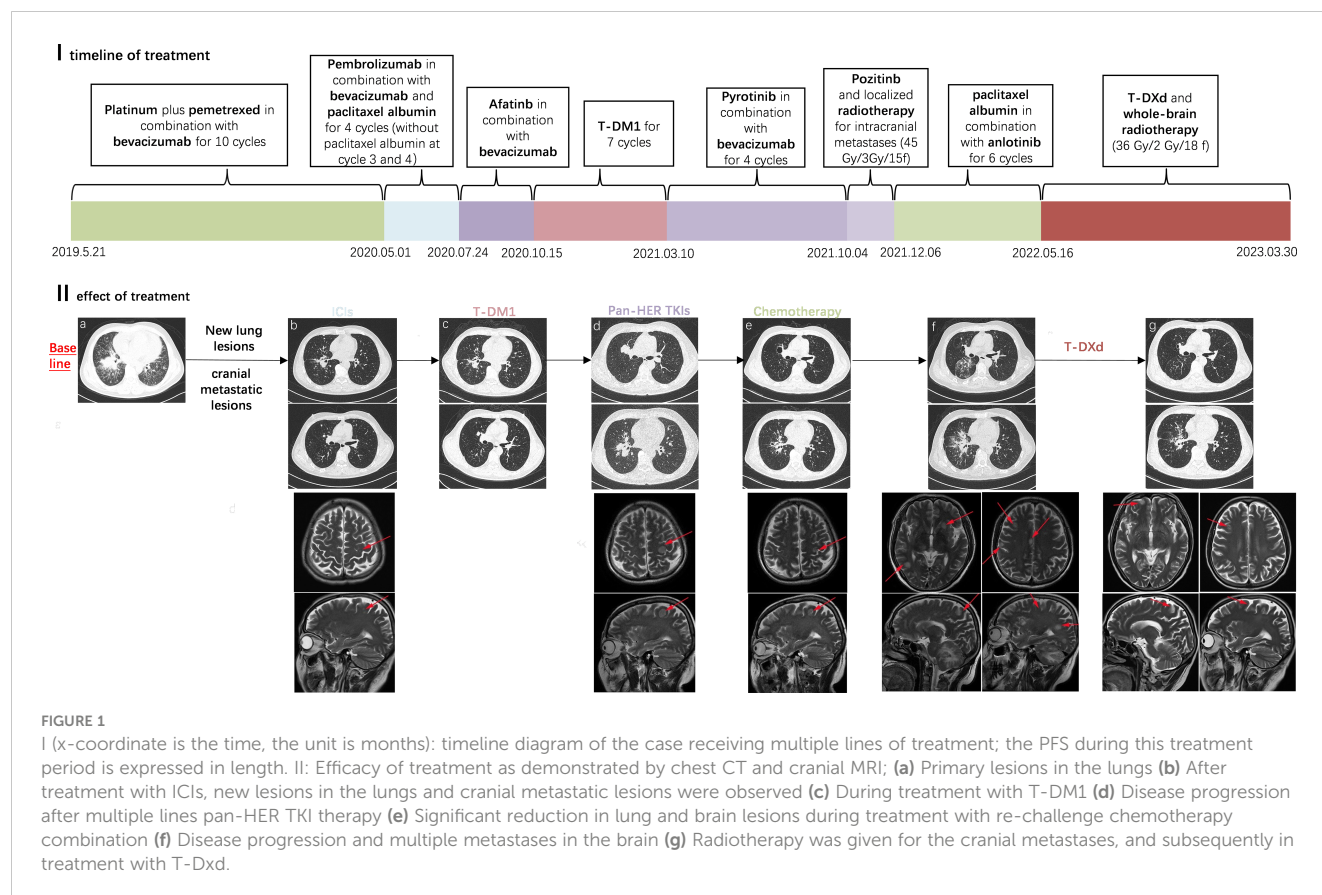 I timeline of treatment
Platinum plus pemetrexed in
combination with
bevacizumab for 10 cycles
Pembrolizumab in
combination with
bevacizumab and
paclitaxel albumin
for 4 cycles (without
paclitaxel albumin at
cycle 3 and 4)
Afatinb in
combination
with
bevacizumab
T-DM1 for
7 cycles
Pyrotinib in
combination
with
bevacizumab
for 4 cycles
Pozitinb
and localized
radiotherapy
for intracranial
metastases (45
Gy/3Gy/15f)
paclitaxel
albumin in
combination
with anlotinib
for 6 cycles
T-DXd and
whole-brain
radiotherapy
(36 Gy/2 Gy/18 f)
2019.5.21
2020.05.01
2020.07.24
2020.10.15
2021.03.10
2021.10.04
2021.12.06
2022.05.16
2023.03.30
II effect of treatment
Base
line
a
New lung
lesions
cranial
metastatic
lesions
ICIs
b
T-DM1
c
Pan-HER TKIs
d
Chemotherapy
e
f
T-DXd
g
g
d
FIGURE 1
I (x-coordinate is the time, the unit is months): timeline diagram of the case receiving multiple lines of treatment; the PFS during this treatment
period is expressed in length. II: Efficacy of treatment as demonstrated by chest CT and cranial MRI; (a) Primary lesions in the lungs (b) After
treatment with ICIs, new lesions in the lungs and cranial metastatic lesions were observed (c) During treatment with T-DM1 (d) Disease progression
after multiple lines pan-HER TKI therapy (e) Significant reduction in lung and brain lesions during treatment with re-challenge chemotherapy
combination (f) Disease progression and multiple metastases in the brain (g) Radiotherapy was given for the cranial metastases, and subsequently in
treatment with T-Dxd.